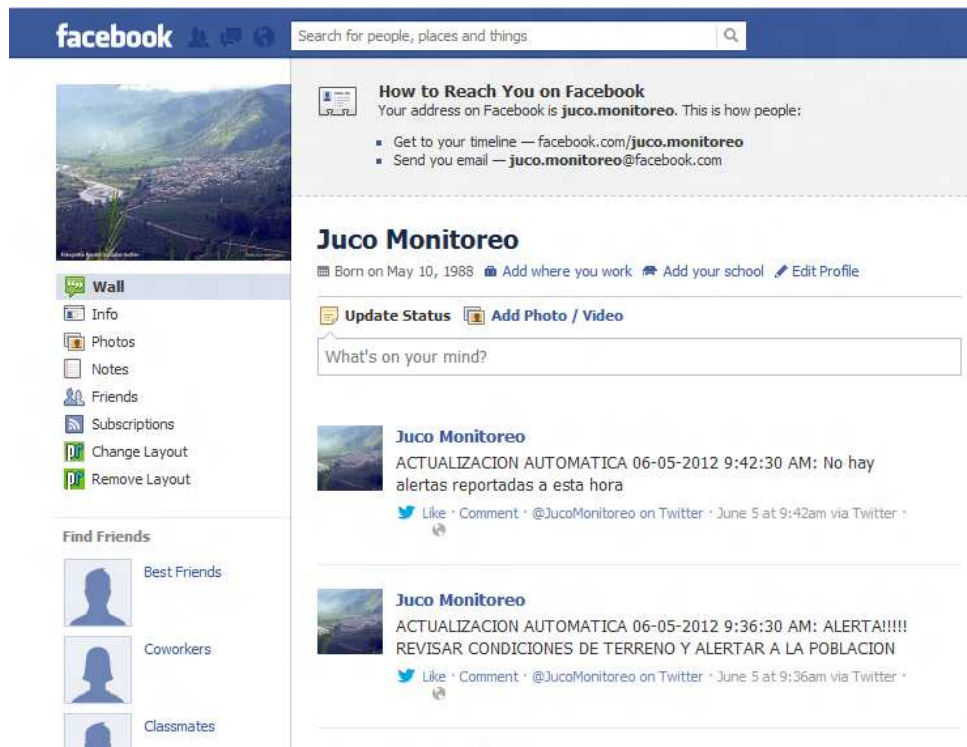 facebook
Search for people, places and things
How to Reach You on Facebook
Your address on Facebook is juco.monitoreo. This is how people:
Get to your timeline — facebook.com/juco.monitoreo
Send you email — juco.monitoreo@facebook.com
Juco Monitoreo
Born on May 10, 1988 Add where you work Add your school Edit Profile
Wall
Info
Photos
Notes
Friends
Subscriptions
Change Layout
Remove Layout
Find Friends
Best Friends
Coworkers
Classmates
Update Status Add Photo / Video
What's on your mind?
Juco Monitoreo
ACTUALIZACION AUTOMATICA 06-05-2012 9:42:30 AM: No hay
alertas reportadas a esta hora
Like · Comment · @JucoMonitoreo on Twitter · June 5 at 9:42am via Twitter ·
Juco Monitoreo
ACTUALIZACION AUTOMATICA 06-05-2012 9:36:30 AM: ALERTA!!!!!
REVISAR CONDICIONES DE TERRENO Y ALERTAR A LA POBLACION
Like · Comment · @JucoMonitoreo on Twitter · June 5 at 9:36am via Twitter ·